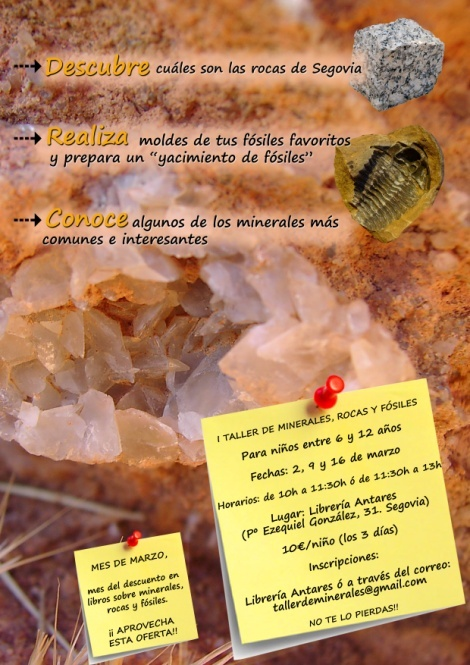 Descubre cuáles son las rocas de Segovia
Realiza moldes de tus fósiles favoritos
y prepara un "yacimiento de fósiles"
Conoce algunos de los minerales más
comunes e interesantes
I TALLER DE MINERALES, ROCAS Y FÓSILES
Para niños entre 6 y 12 años
Fechas: 2, 9 y 16 de marzo
Horarios: de 10h a 11:30h ó de 11:30h a 13h
Lugar: Librería Antares
(Pº Ezequiel González, 31. Segovia)
10€/niño (los 3 días)
Inscripciones:
Librería Antares ó a través del correo:
tallerdeminerales@gmail.com
NO TE LO PIERDAS!!
MES DE MARZO,
mes del descuento en
libros sobre minerales,
rocas y fósiles.
¡¡ APROVECHA
ESTA OFERTA!!